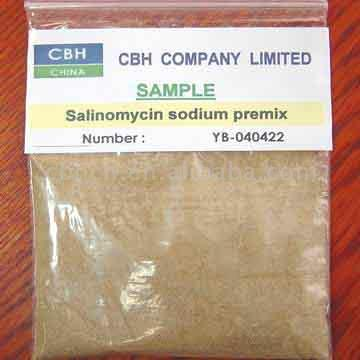 CBH
CHINA
CBH COMPANY LIMITED
SAMPLE
Salinomycin sodium premix
Number : YB-040422